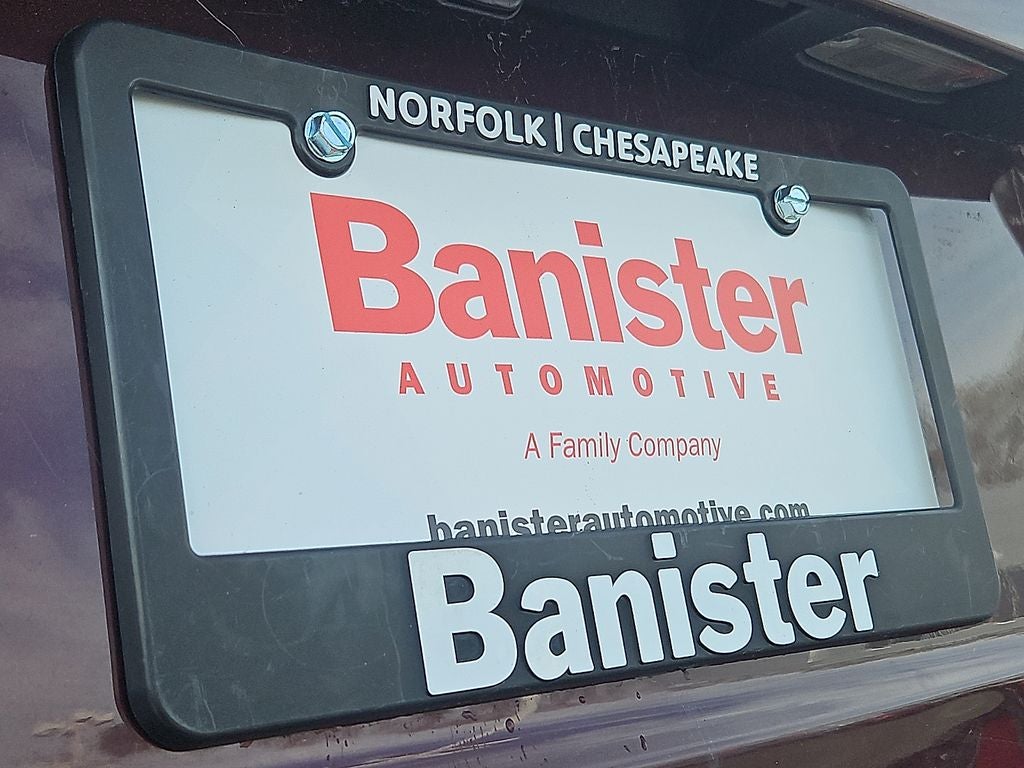 NORFOLK | CHESAPEAKE
Banister
AUTOMOTIVE
A Family Company
banisterautomotive.com
Banister